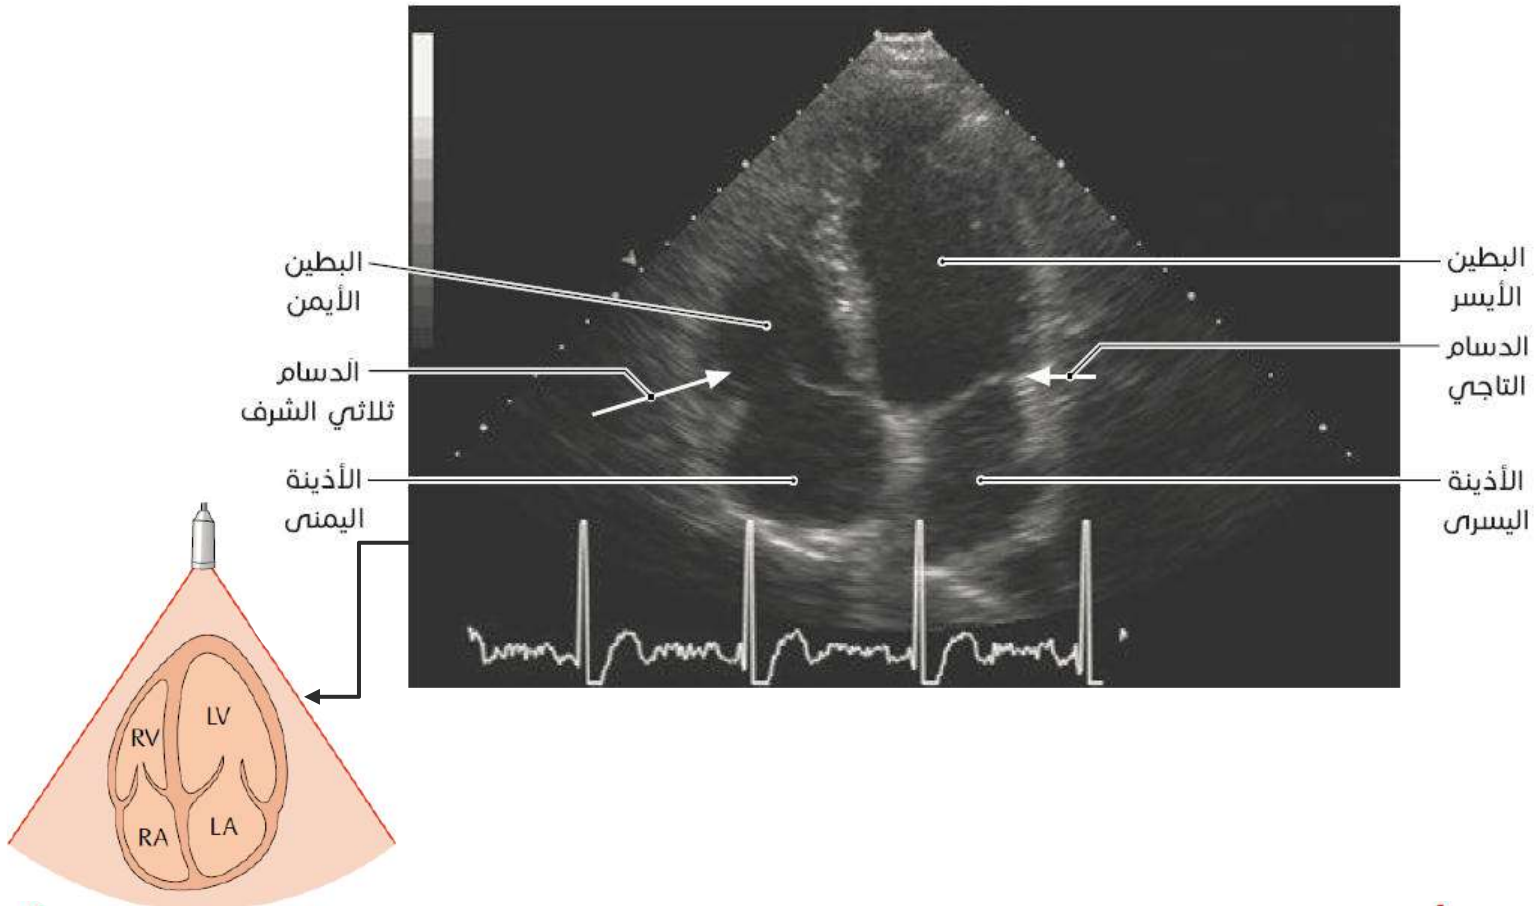 البطين
الأيمن
الدسام
ثلاثي الشرف
الأذينة
اليمنى
البطين
الأيسر
الدسام
التاجي
الأذينة
اليسرى
LV
RV
LA
RA